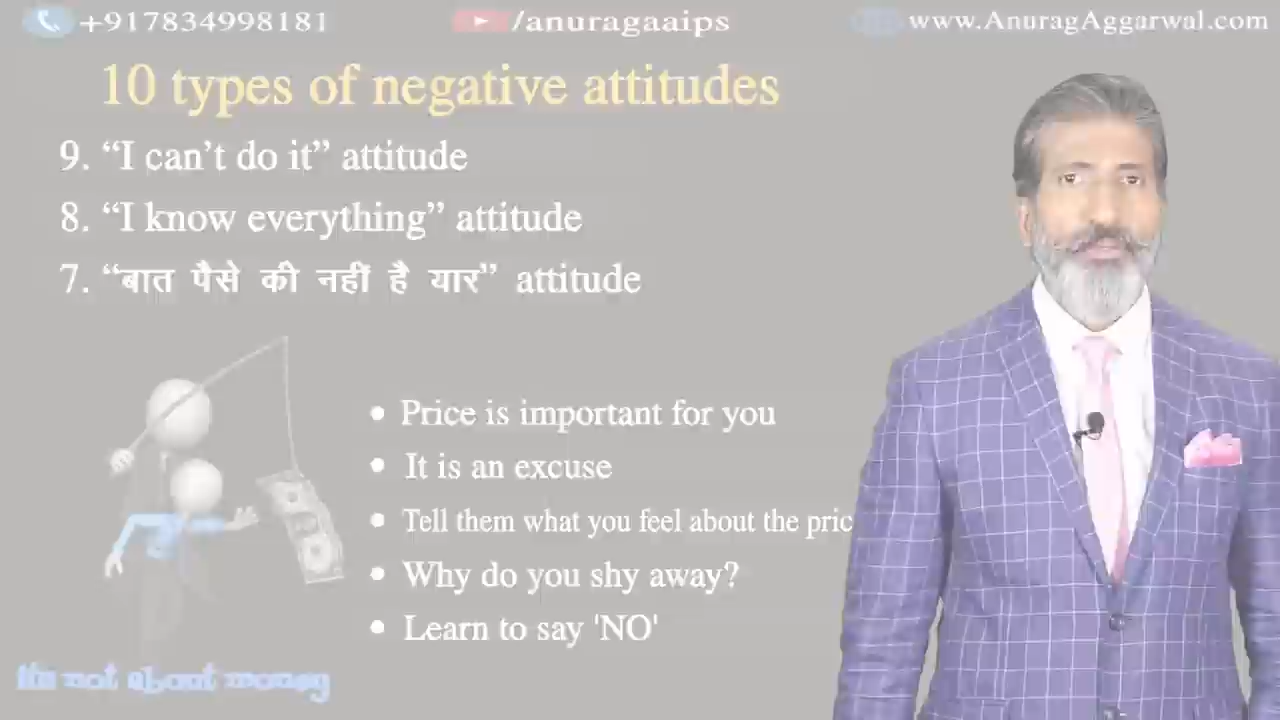 +917834998181 /anuragaaips www.AnuragAggarwal.com
10 types of negative attitudes
9. “I can’t do it” attitude
8. “I know everything” attitude
7. “बात पैसे की नहीं है यार” attitude
• Price is important for you
• It is an excuse
• Tell them what you feel about the pric
• Why do you shy away?
• Learn to say 'NO'
its not about money